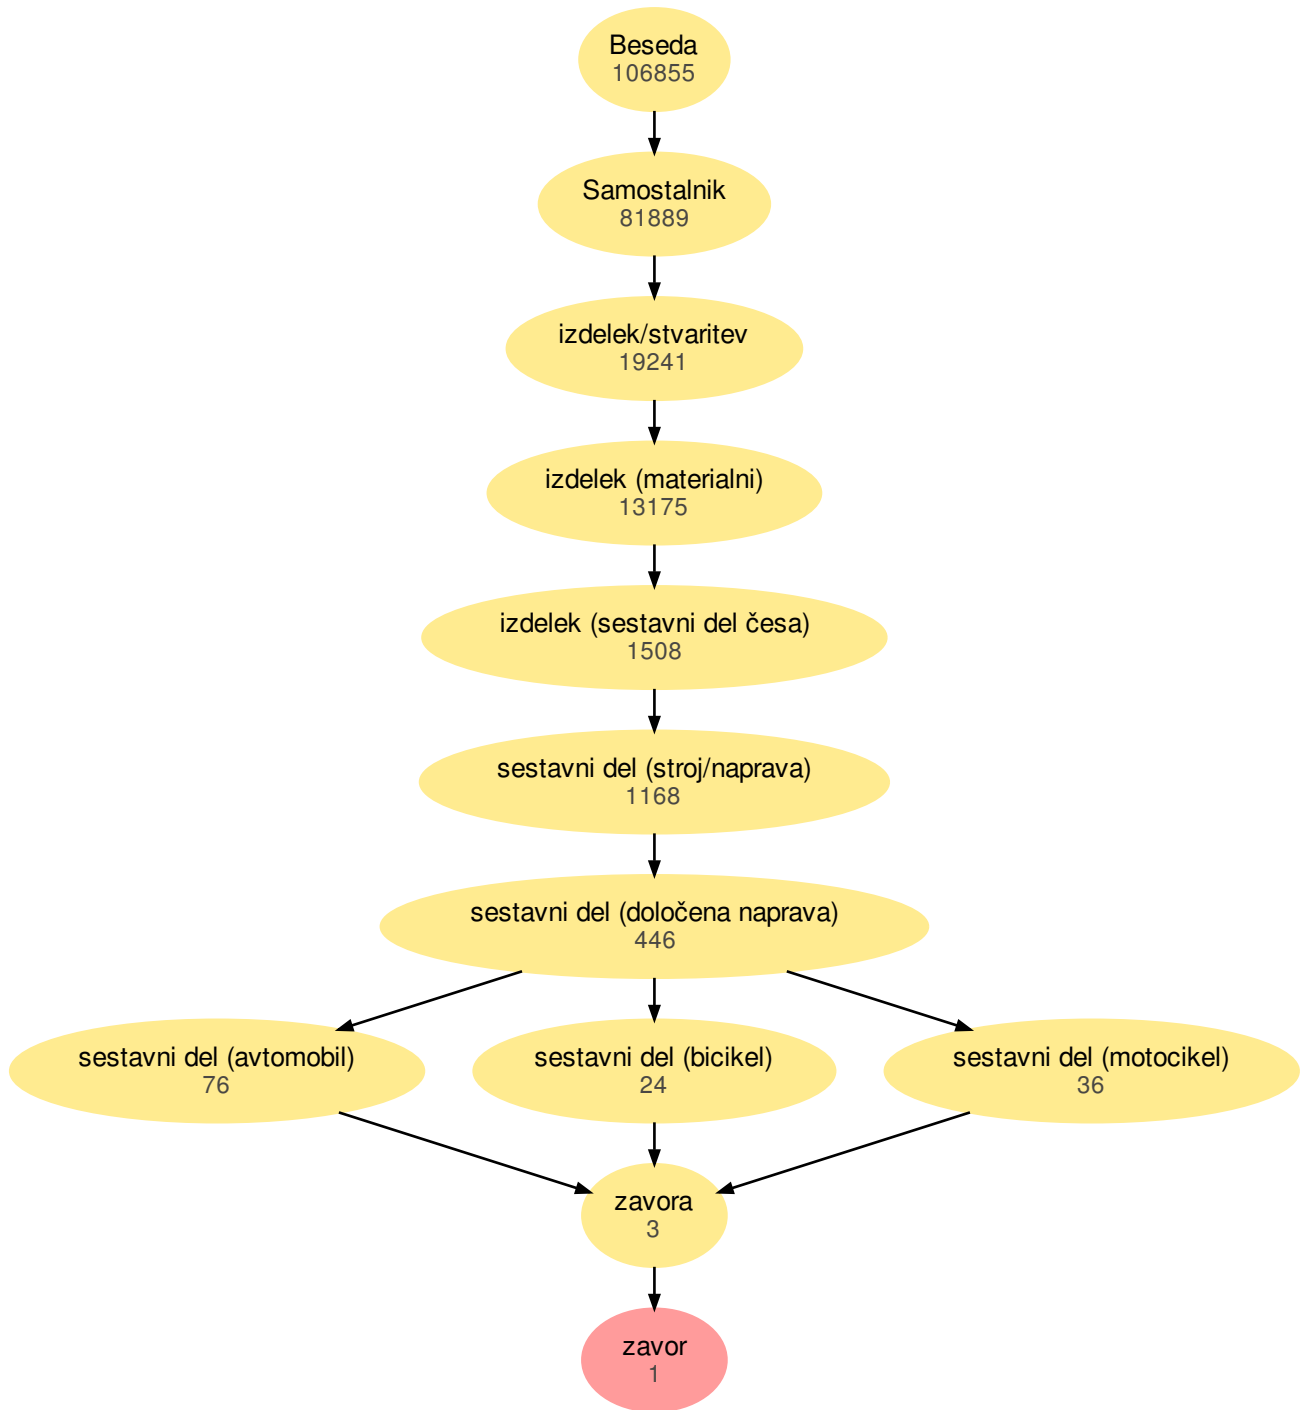 Beseda
106855
Samostalnik
81889
izdelek/stvaritev
19241
izdelek (materialni)
13175
izdelek (sestavni del česa)
1508
sestavni del (stroj/naprava)
1168
sestavni del (določena naprava)
446
sestavni del (avtomobil)
76
sestavni del (bicikel)
24
sestavni del (motocikel)
36
zavora
3
zavor
1